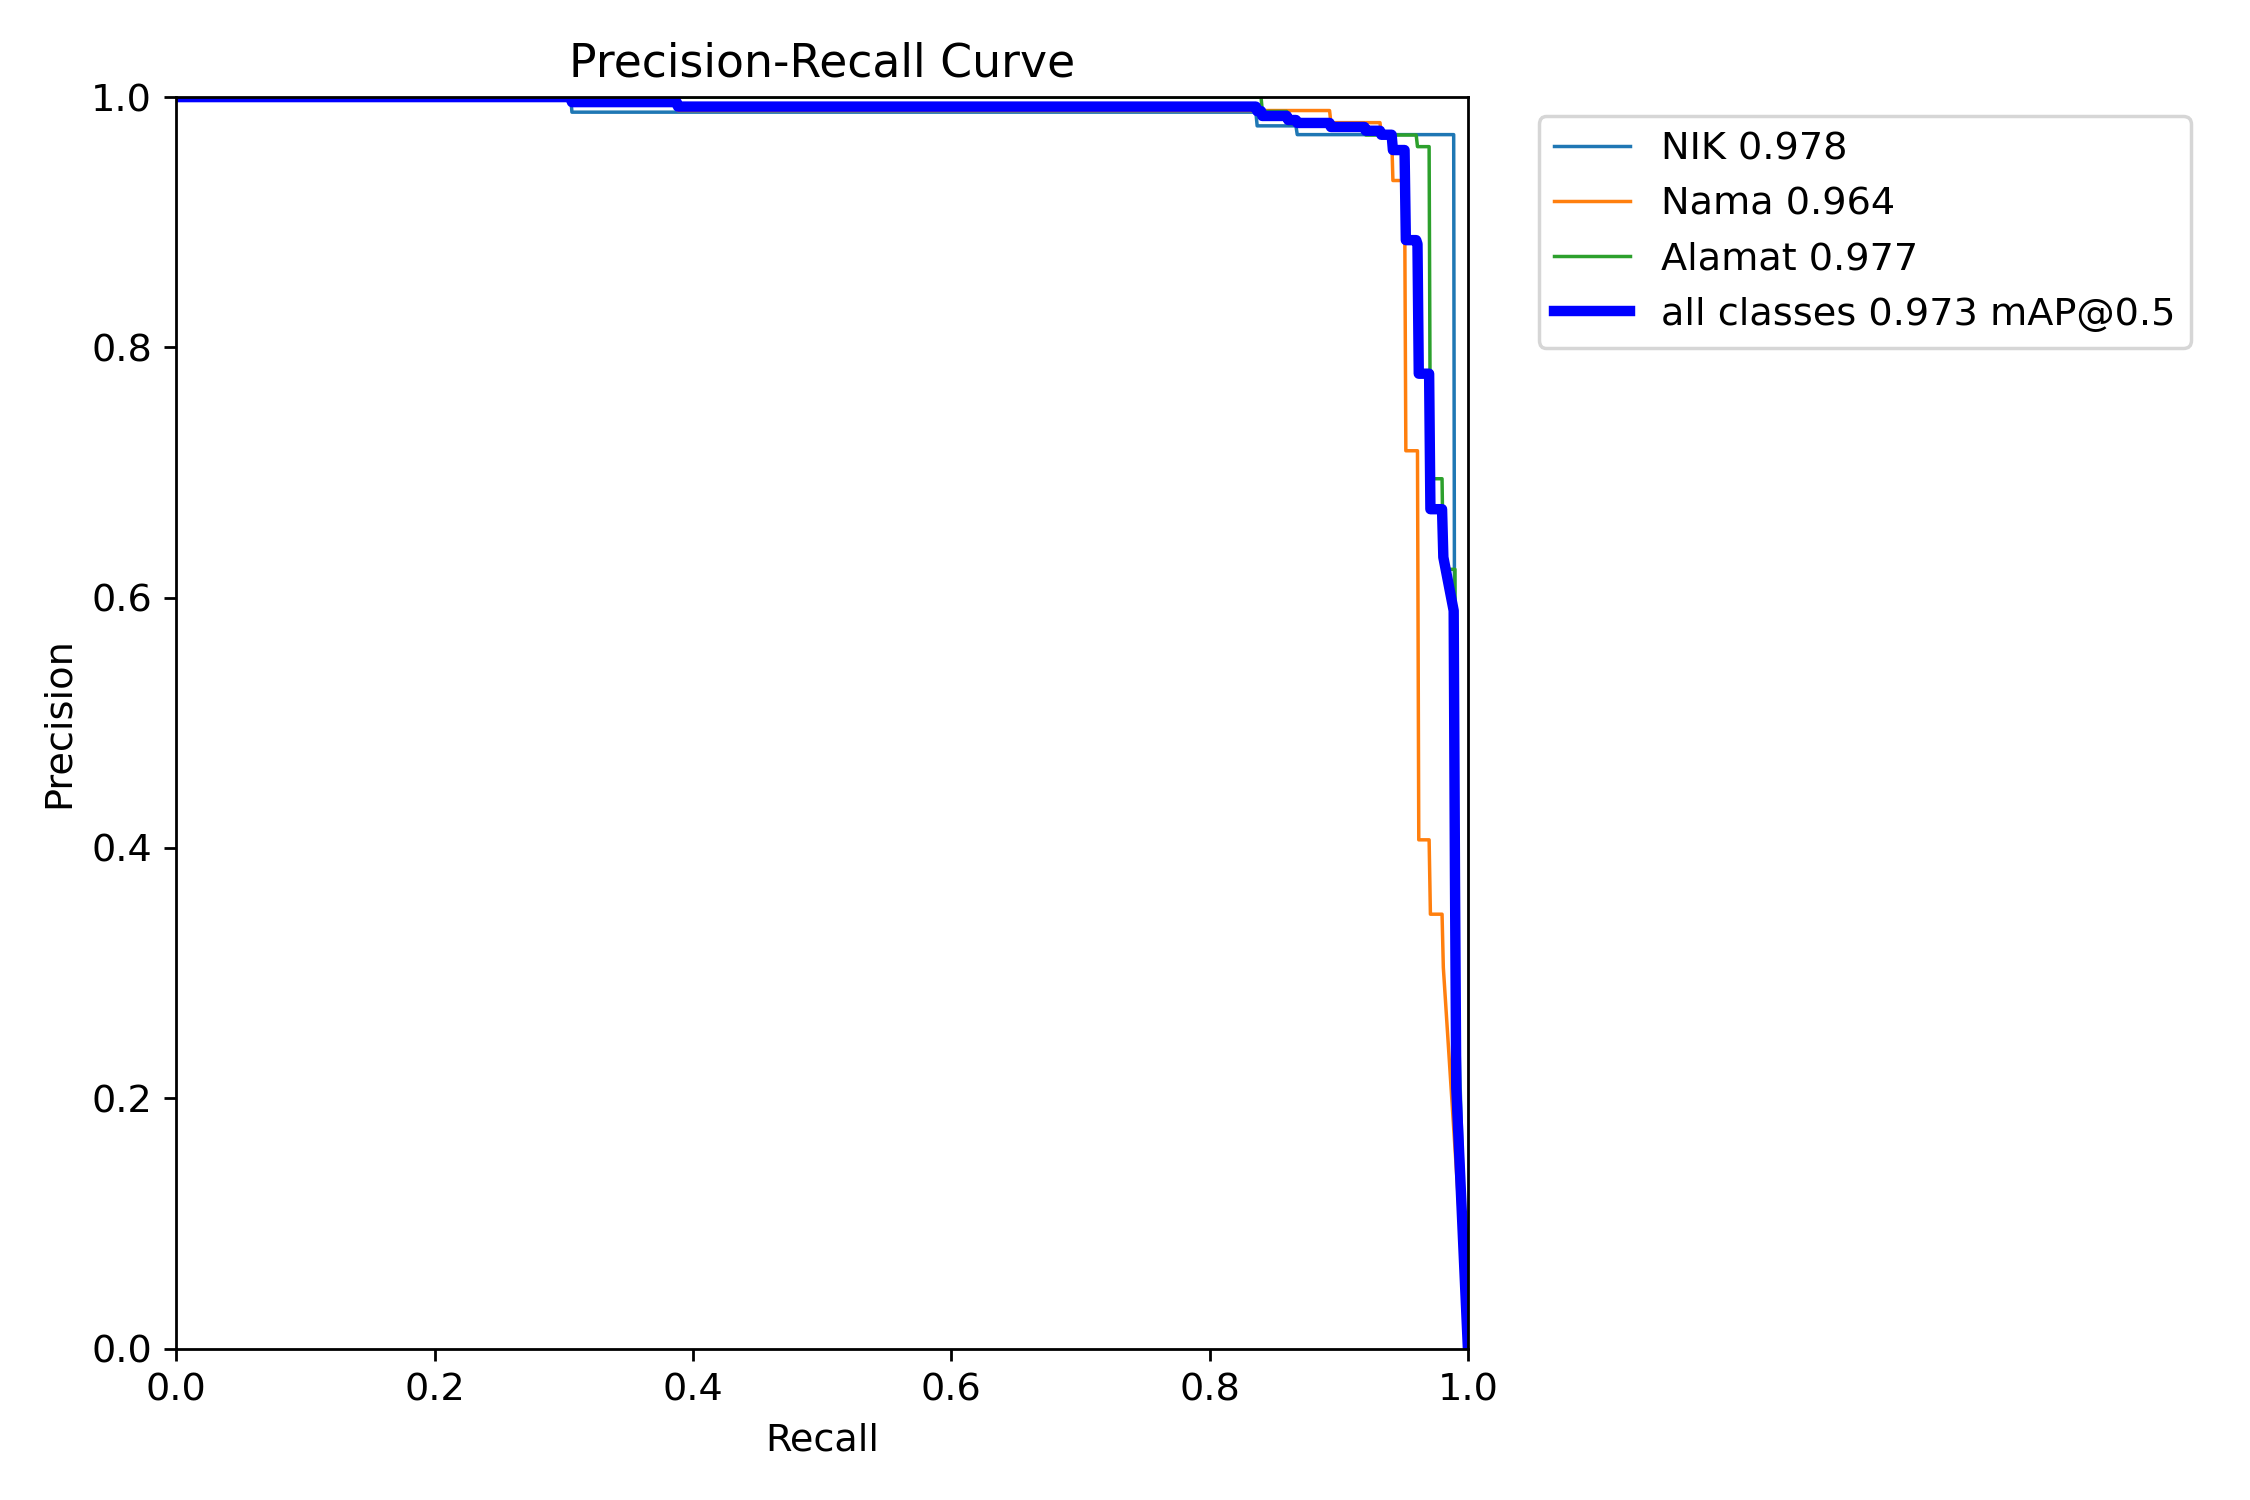 Precision-Recall Curve
1.0
0.8
0.6
0.4
0.2
0.0
Precision
0.0 0.2 0.4 0.6 0.8 1.0
Recall
NIK 0.978
Nama 0.964
Alamat 0.977
all classes 0.973 mAP@0.5